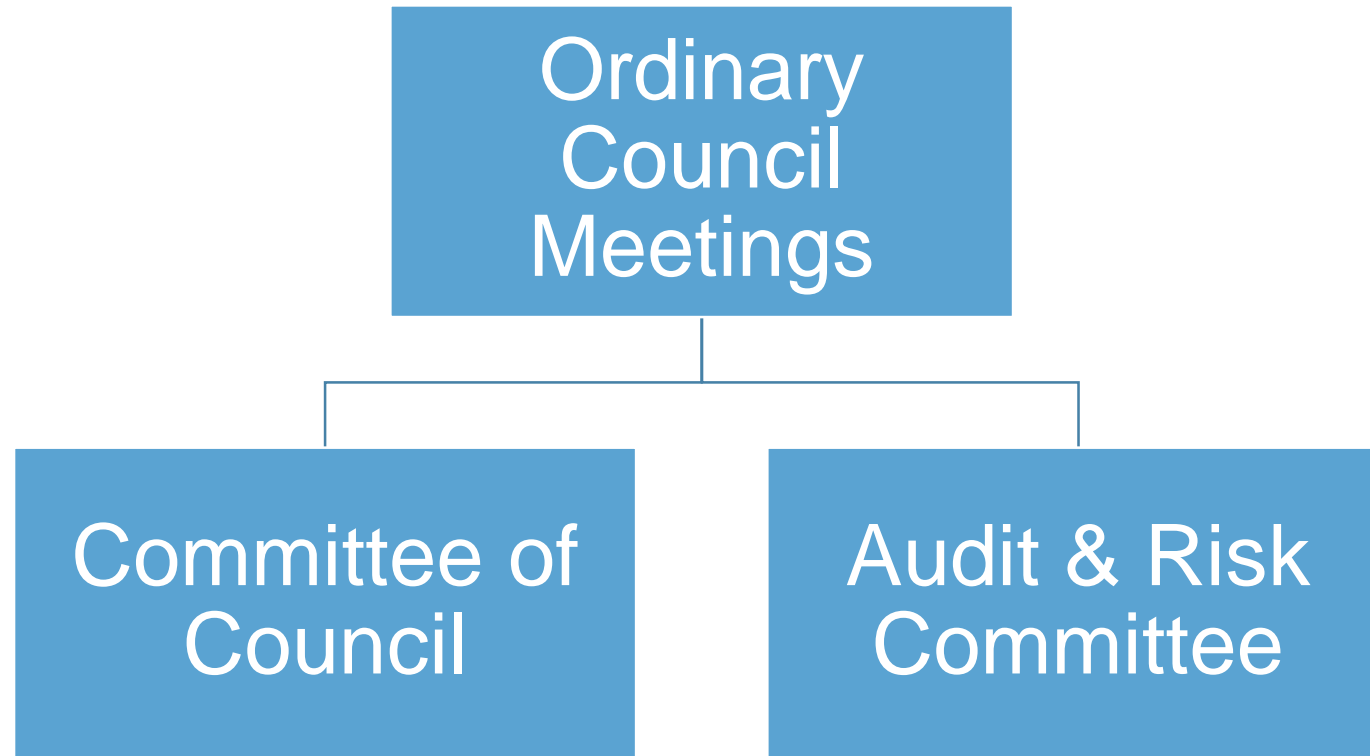 Ordinary
Council
Meetings
Committee of
Council
Audit & Risk
Committee